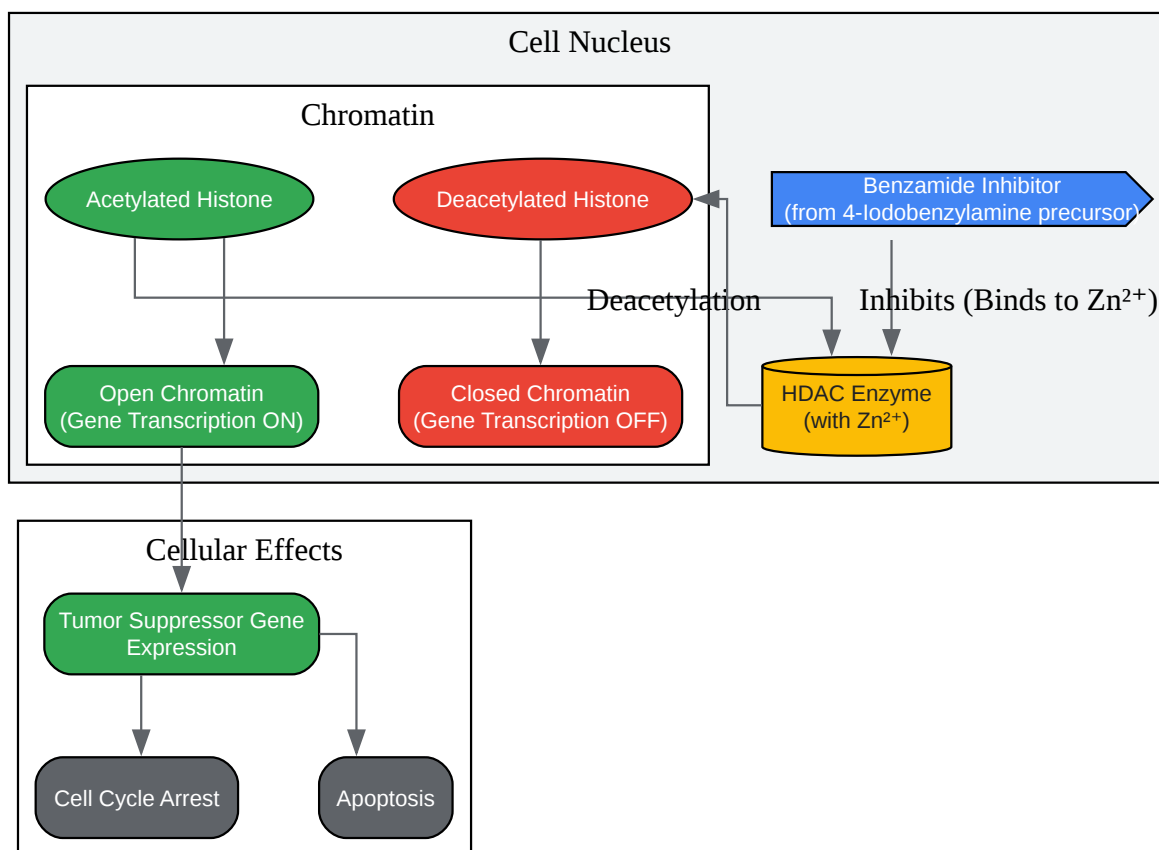 Cell Nucleus
Chromatin
Acetylated Histone
Deacetylated Histone
Benzamide Inhibitor
(from 4-Iodobenzylamine precursor)
Deacetylation
Inhibits (Binds to Zn²⁺)
Open Chromatin
(Gene Transcription ON)
Closed Chromatin
(Gene Transcription OFF)
HDAC Enzyme
(with Zn²⁺)
Cellular Effects
Tumor Suppressor Gene
Expression
Cell Cycle Arrest
Apoptosis